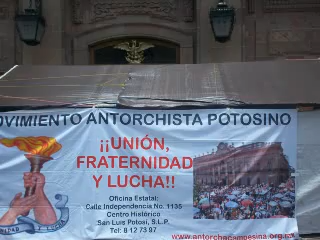 MOVIMIENTO ANTORCHISTA POTOSINO
¡¡UNIÓN,
FRATERNIDAD
Y LUCHA!!
Oficina Estatal:
Calle Independencia No. 1135
Centro Histórico
San Luis Potosí, S.L.P.
Tel: 8 12 73 97
www.antorchacampesina.org.mx